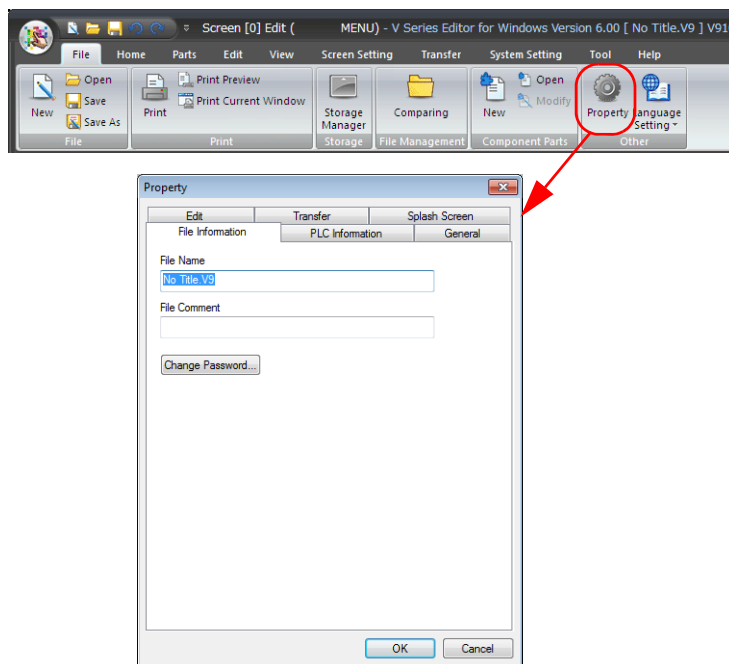 Screen [0] Edit ( MENU) - V Series Editor for Windows Version 6.00 [ No Title.V9 ] V91
File Home Parts Edit View Screen Setting Transfer System Setting Tool Help
New
Open
Save
Save As
File
Print
Print Preview
Print Current Window
Print
Storage
Manager
Storage
Comparing
File Management
New
Open
Modify
Component Parts
Property
Language
Setting
Other
Property
Edit Transfer Splash Screen
File Information PLC Information General
File Name
No Title V9
File Comment
Change Password...
OK Cancel